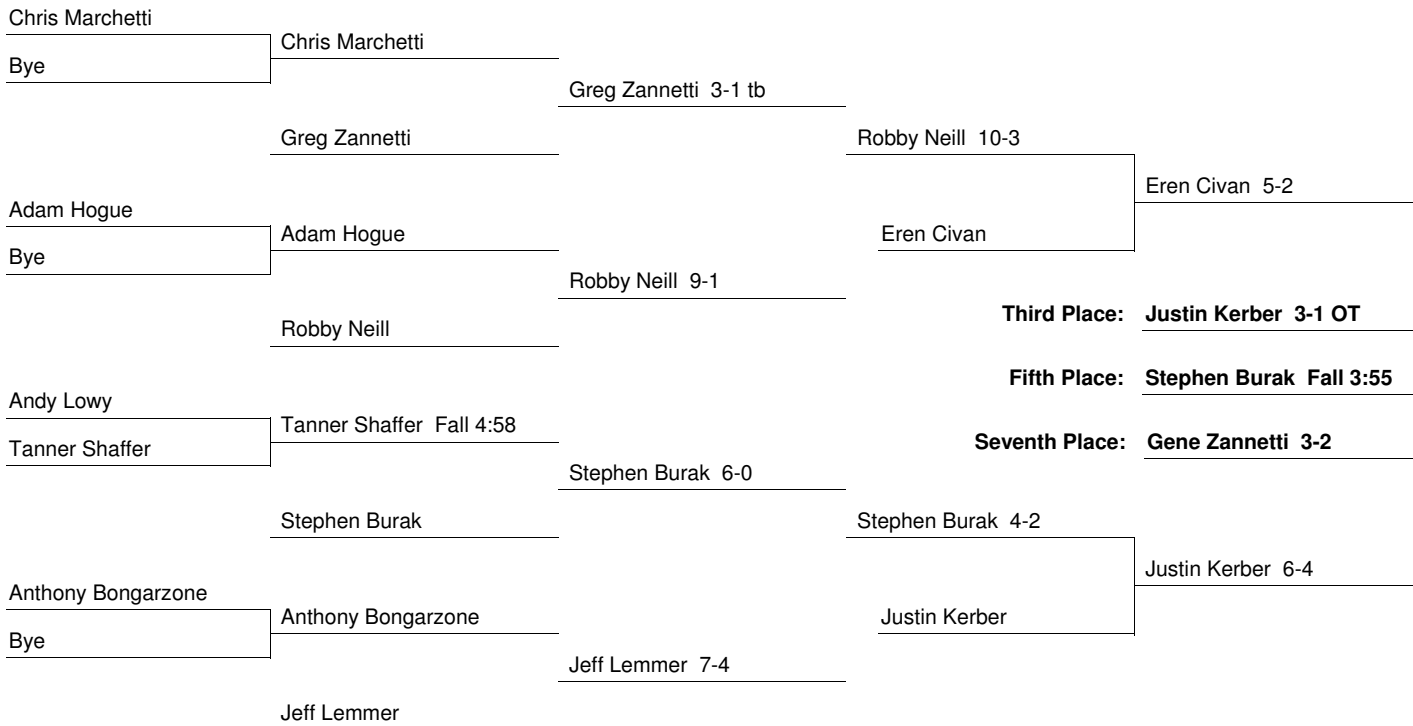 Chris Marchetti
Chris Marchetti
Bye
Greg Zannetti 3-1 tb
Greg Zannetti
Robby Neill 10-3
Eren Civan 5-2
Adam Hogue
Adam Hogue
Eren Civan
Bye
Robby Neill 9-1
Third Place: Justin Kerber 3-1 OT
Robby Neill
Fifth Place: Stephen Burak Fall 3:55
Andy Lowy
Tanner Shaffer Fall 4:58
Tanner Shaffer
Seventh Place: Gene Zannetti 3-2
Stephen Burak 6-0
Stephen Burak
Stephen Burak 4-2
Justin Kerber 6-4
Anthony Bongarzone
Anthony Bongarzone
Justin Kerber
Bye
Jeff Lemmer 7-4
Jeff Lemmer